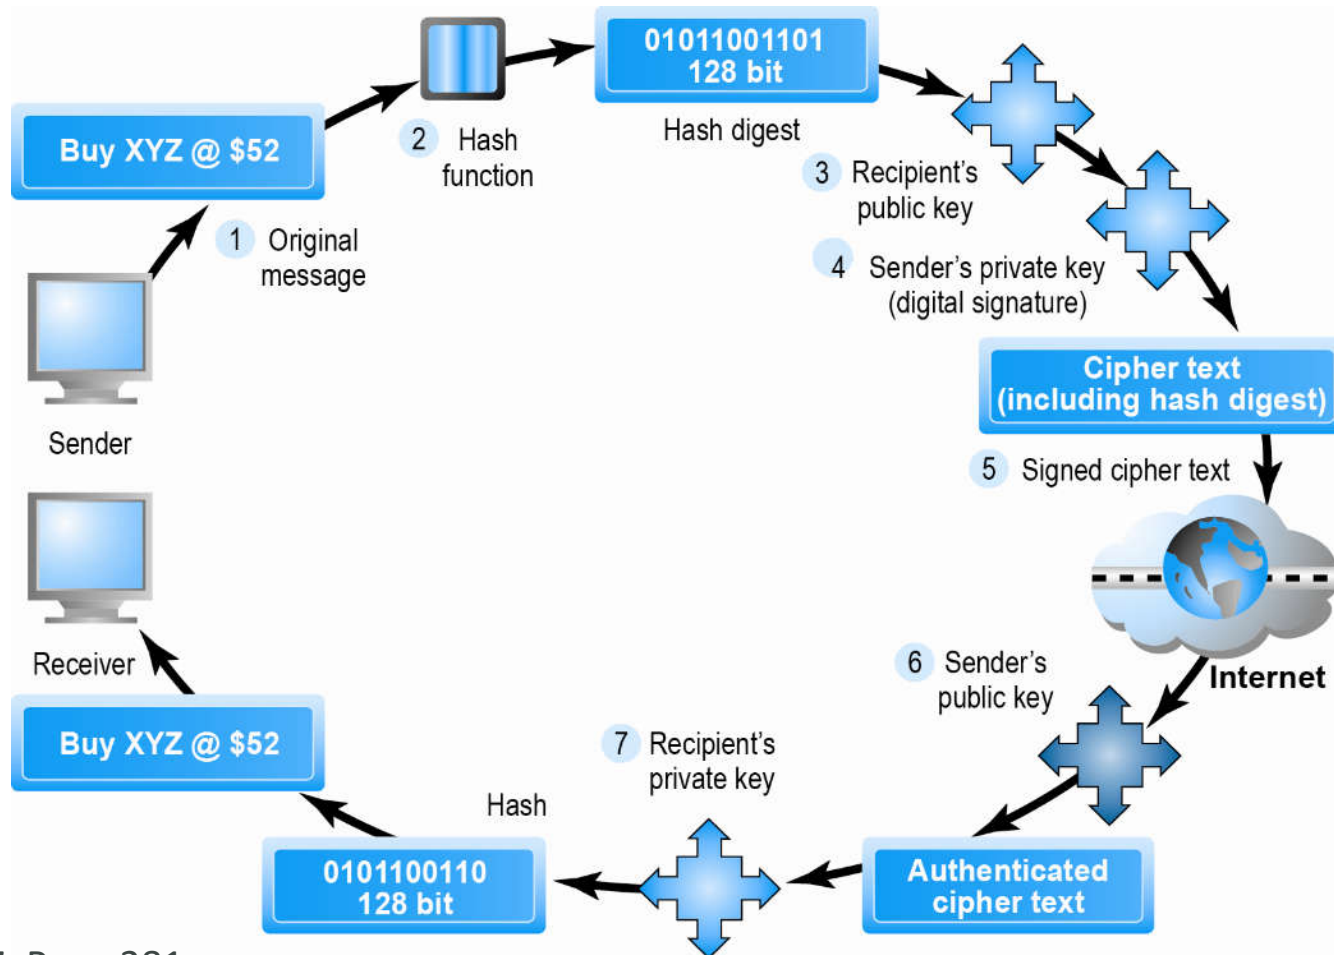 01011001101
128 bit
Buy XYZ @ $52
2 Hash
function
Hash digest
3 Recipient's
public key
1 Original
message
4 Sender's private key
(digital signature)
Sender
Cipher text
(including hash digest)
5 Signed cipher text
Internet
6 Sender's
public key
Authenticated
cipher text
7 Recipient's
private key
Hash
0101100110
128 bit
Buy XYZ @ $52
Receiver